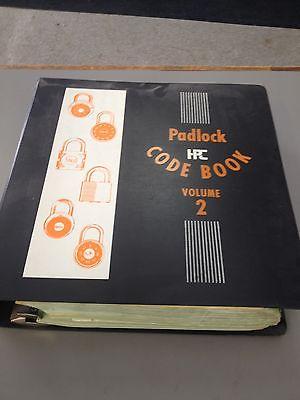 Padlock
HPC
CODE BOOK
VOLUME
2